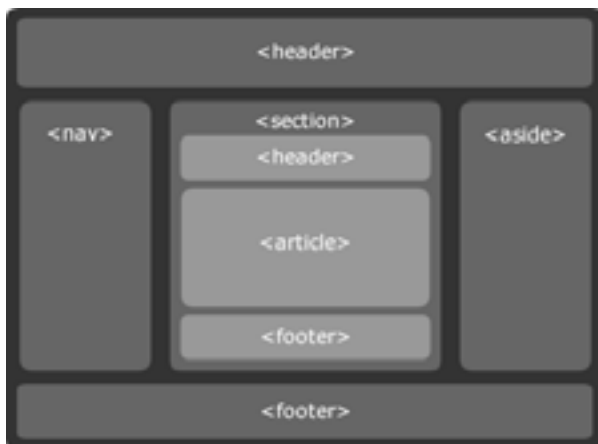 <header>
<nav>
<section>
<header>
<article>
<footer>
<aside>
<footer>